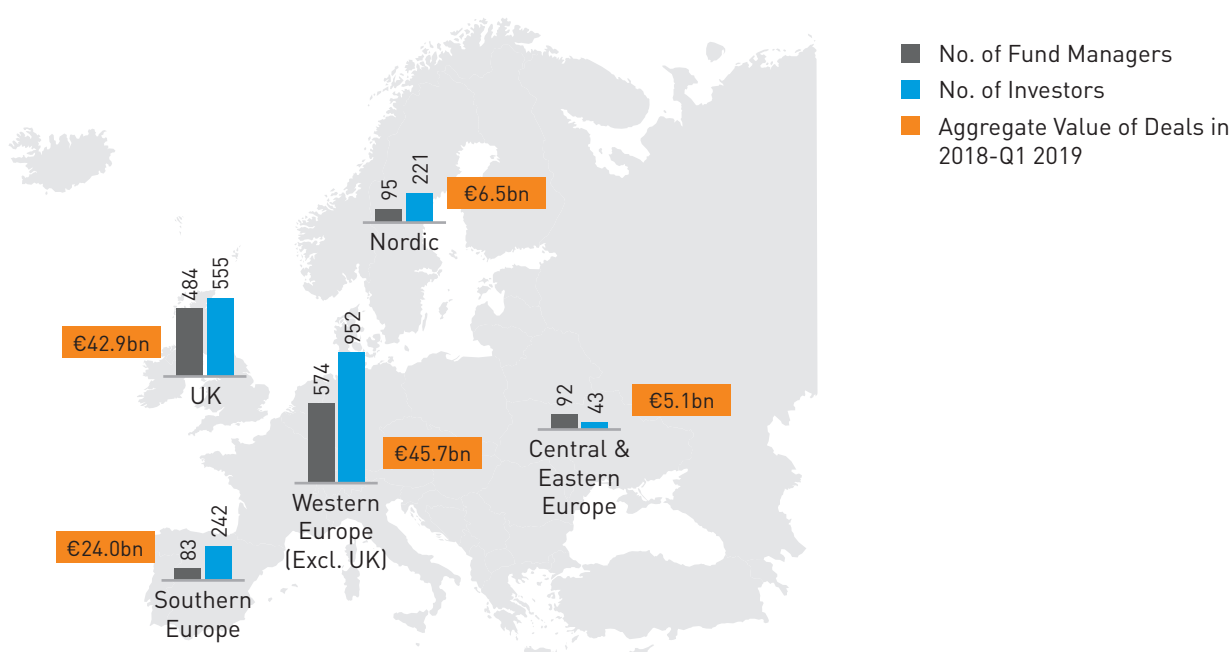 No. of Fund Managers
No. of Investors
Aggregate Value of Deals in
2018-Q1 2019
95
221
€6.5bn
Nordic
484
555
€42.9bn
UK
574
952
€45.7bn
Western
Europe
(Excl. UK)
92
43
€5.1bn
Central &
Eastern
Europe
€24.0bn
83
242
Southern
Europe